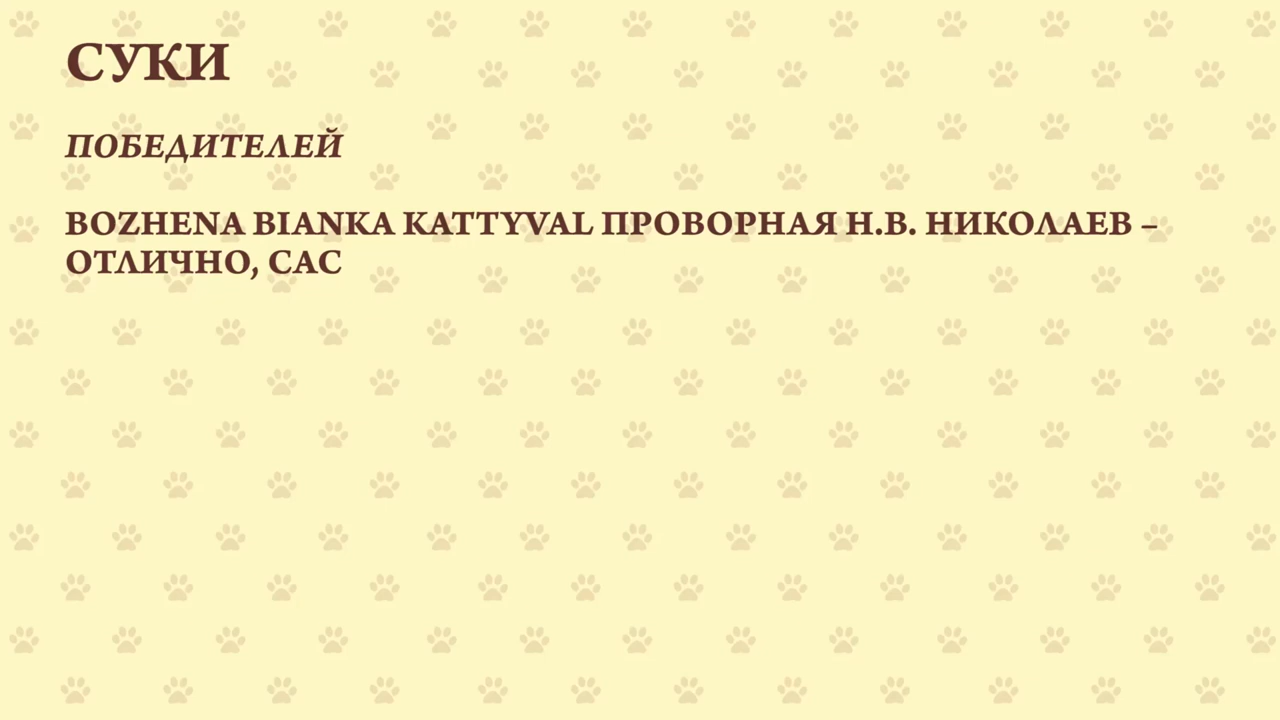 СУКИ
ПОБЕДИТЕЛЕЙ
BOZHENA BIANKA KATTYVAL ПРОВОРНАЯ Н.В. НИКОЛАЕВ –
ОТЛИЧНО, САС